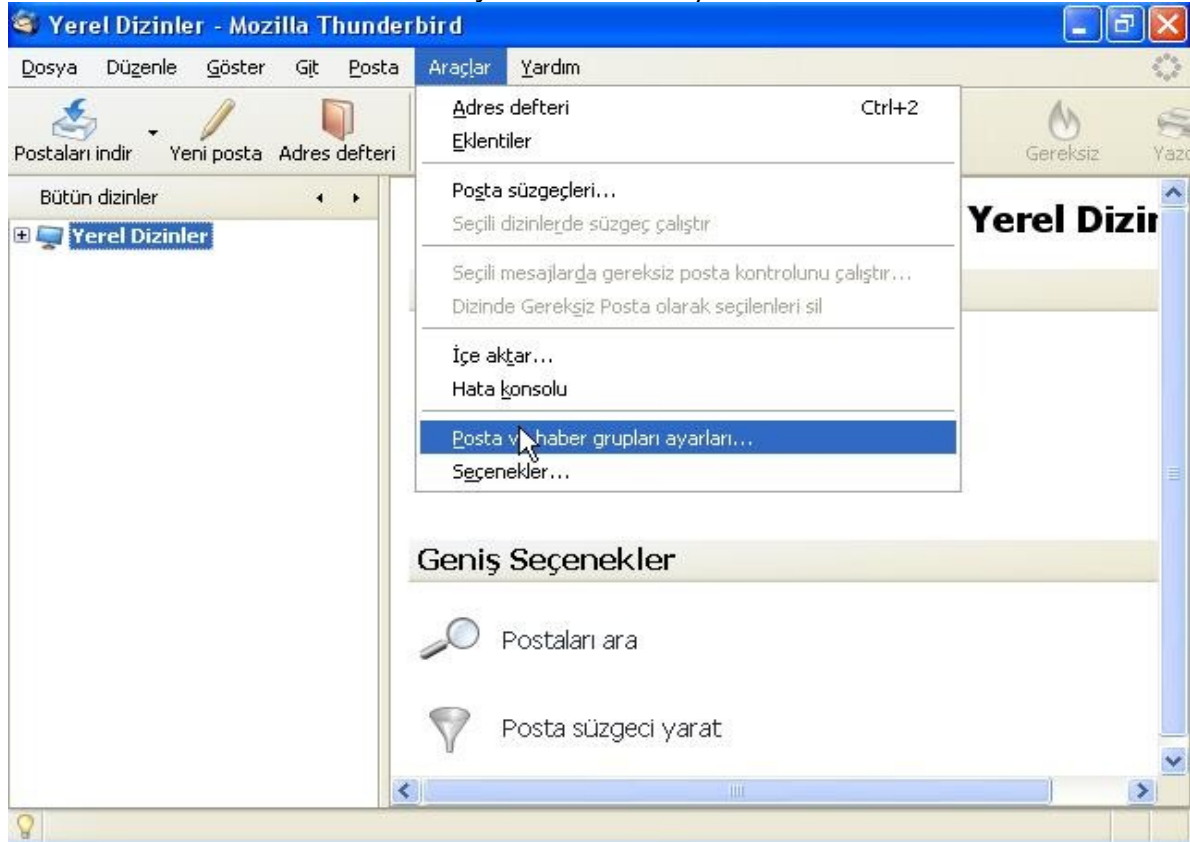 Yerel Dizinler - Mozilla Thunderbird
Dosya Düzenle Göster Git Posta Araçlar Yardım
Postaları indir Yeni posta Adres defteri Gereksiz
Bütün dizinler
Yerel Dizinler
Adres defteri Ctrl+2
Eklentiler
Posta süzgeçleri...
Seçili dizinlerde süzgeç çalıştır
Seçili mesajlarda gereksiz posta kontrolunu çalıştır...
Dizinde Gereksiz Posta olarak seçilenleri sil
İçe aktar...
Hata konsolu
Posta haber grupları ayarları...
Seçenekler...
Yerel Dizin
Geniş Seçenekler
Postaları ara
Posta süzgeci yarat